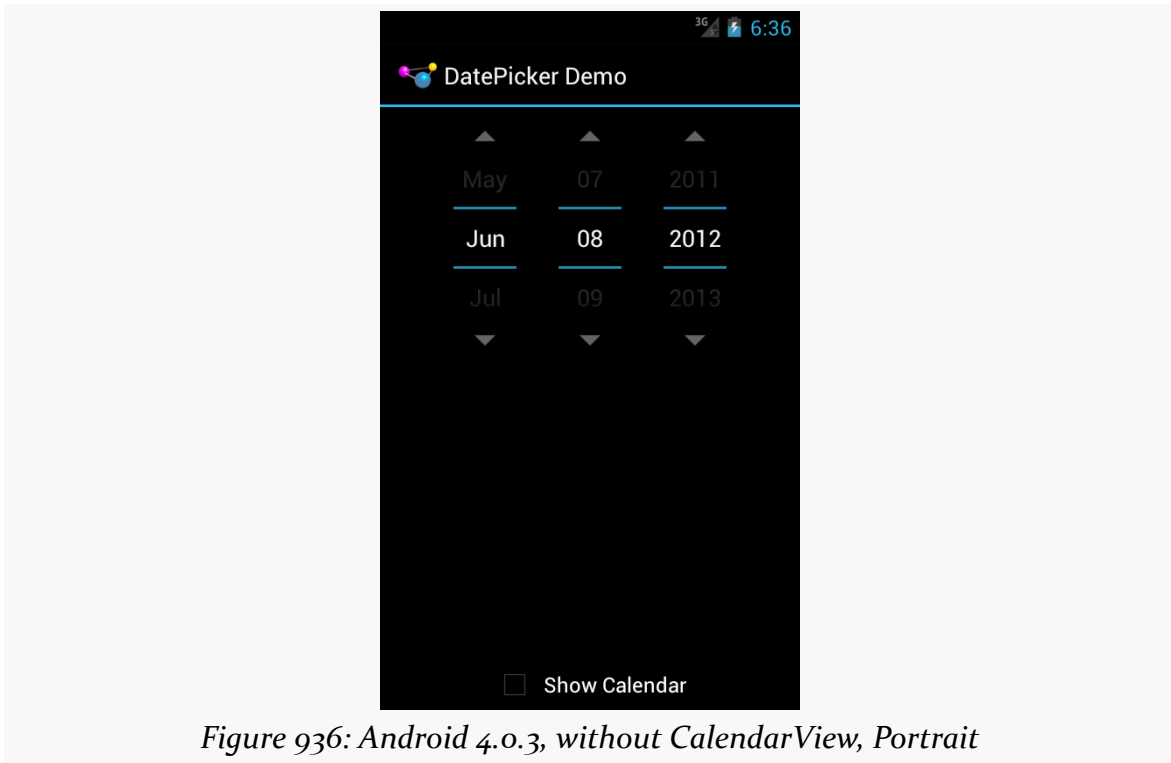 3G 6:36
DatePicker Demo
May 07 2011
Jun 08 2012
Jul 09 2013
Show Calendar
Figure 936: Android 4.0.3, without CalendarView, Portrait